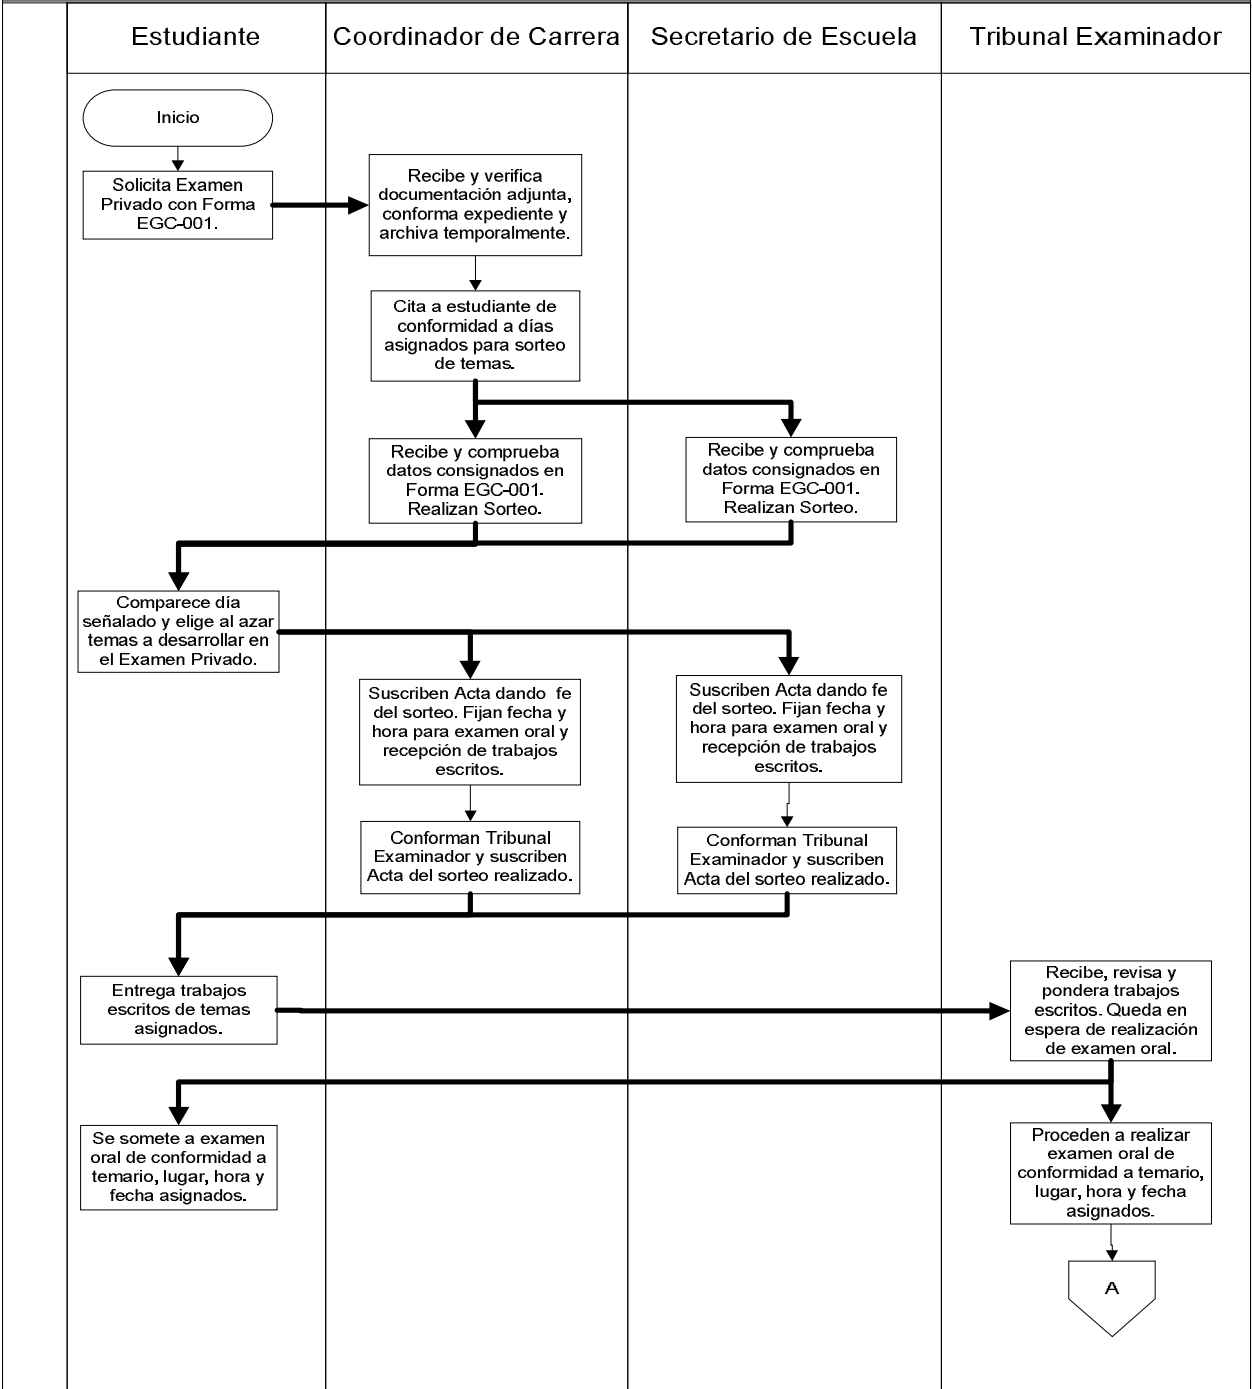 Estudiante
Coordinador de Carrera
Secretario de Escuela
Tribunal Examinador
Inicio
Solicita Examen
Privado con Forma
EGC-001.
Recibe y verifica
documentación adjunta,
conforma expediente y
archiva temporalmente.
Cita a estudiante de
conformidad a días
asignados para sorteo
de temas.
Recibe y comprueba
datos consignados en
Forma EGC-001.
Realizan Sorteo.
Recibe y comprueba
datos consignados en
Forma EGC-001.
Realizan Sorteo.
Comparece día
señalado y elige al azar
temas a desarrollar en
el Examen Privado.
Suscriben Acta dando fe
del sorteo. Fijan fecha y
hora para examen oral y
recepción de trabajos
escritos.
Suscriben Acta dando fe
del sorteo. Fijan fecha y
hora para examen oral y
recepción de trabajos
escritos.
Conforman Tribunal
Examinador y suscriben
Acta del sorteo realizado.
Conforman Tribunal
Examinador y suscriben
Acta del sorteo realizado.
Entrega trabajos
escritos de temas
asignados.
Recibe, revisa y
pondera trabajos
escritos. Queda en
espera de realización
de examen oral.
Se somete a examen
oral de conformidad a
temario, lugar, hora y
fecha asignados.
Proceden a realizar
examen oral de
conformidad a temario,
lugar, hora y fecha
asignados.
A